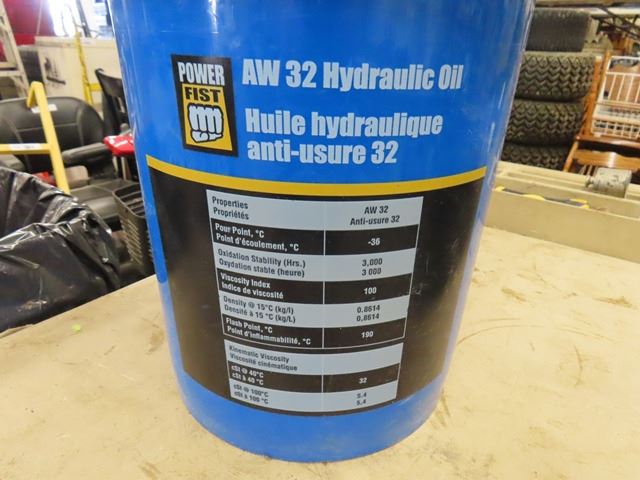 POWER
FIST
AW 32 Hydraulic Oil
Huile hydraulique
anti-usure 32
Properties
Propriétés
AW 32
Anti-usure 32
Pour Point, °C
Point d'écoulement, °C
-36
Oxidation Stability (Hrs.)
Oxydation stable (heure)
3,000
3 000
Viscosity Index
Indice de viscosité
100
Density @ 15°C (kg/l)
Densité à 15 °C (kg/L)
0.8614
0,8614
Flash Point, °C
Point d'inflammabilité, °C
190
Kinematic Viscosity
Viscosité cinématique
cSt @ 40°C
cSt à 40 °C
32
cSt @ 100°C
cSt à 100 °C
5.4
5,4